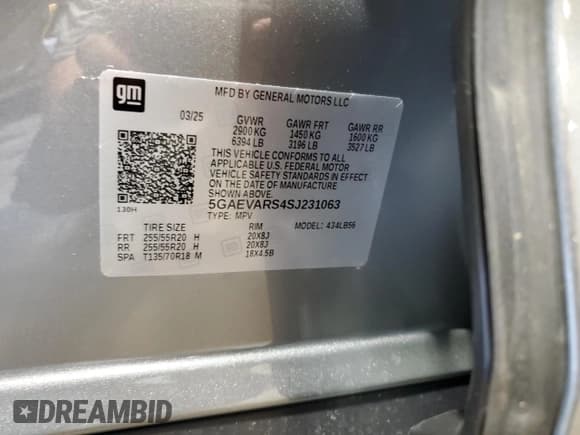 gm
MFD BY GENERAL MOTORS LLC
03/25 GVWR GAWR FRT GAWR RR
2900 KG 1450 KG 1600 KG
6394 LB 3196 LB 3527 LB
THIS VEHICLE CONFORMS TO ALL
APPLICABLE U.S. FEDERAL MOTOR
VEHICLE SAFETY STANDARDS IN EFFECT
ON THE DATE OF MANUFACTURE
SHOWN ABOVE.
130H 5GAEVARS4SJ231063
TYPE: MPV MODEL: 434LB56
TIRE SIZE RIM
FRT 255/55R20 H 20X8J
RR 255/55R20 H 20X8J
SPA T135/70R18 M 18X4.5B
DREAMBID